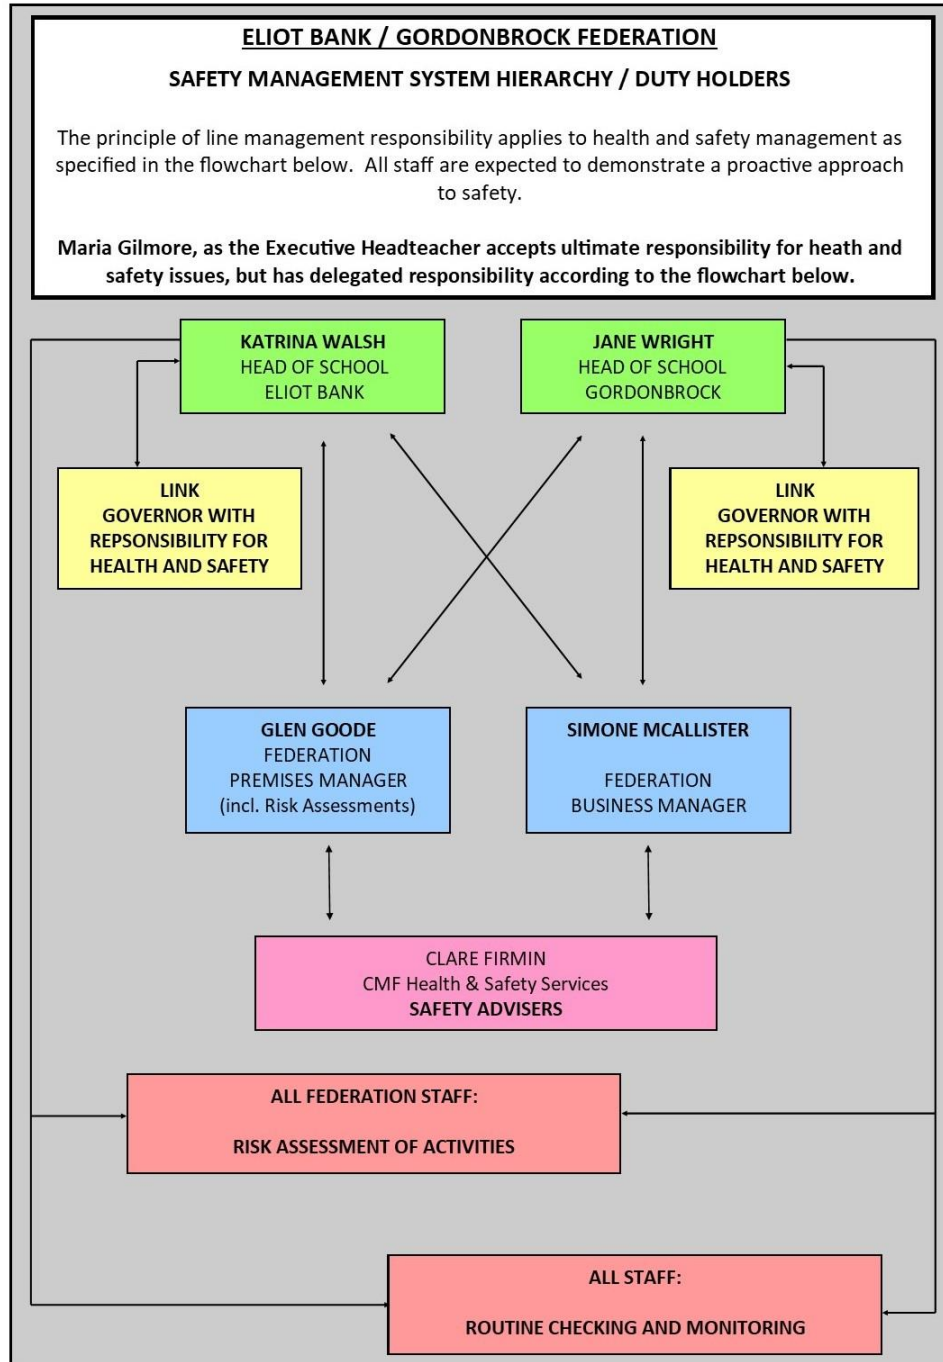 ELIOT BANK / GORDONBROCK FEDERATION
SAFETY MANAGEMENT SYSTEM HIERARCHY / DUTY HOLDERS
The principle of line management responsibility applies to health and safety management as
specified in the flowchart below.  All staff are expected to demonstrate a proactive approach
to safety.
Maria Gilmore, as the Executive Headteacher accepts ultimate responsibility for heath and
safety issues, but has delegated responsibility according to the flowchart below.
KATRINA WALSH
HEAD OF SCHOOL
ELIOT BANK
JANE WRIGHT
HEAD OF SCHOOL
GORDONBROCK
LINK
GOVERNOR WITH
REPSONSIBILITY FOR
HEALTH AND SAFETY
LINK
GOVERNOR WITH
REPSONSIBILITY FOR
HEALTH AND SAFETY
GLEN GOODE
FEDERATION
PREMISES MANAGER
(incl. Risk Assessments)
SIMONE MCALLISTER
FEDERATION
BUSINESS MANAGER
CLARE FIRMIN
CMF Health & Safety Services
SAFETY ADVISERS
ALL FEDERATION STAFF:
RISK ASSESSMENT OF ACTIVITIES
ALL STAFF:
ROUTINE CHECKING AND MONITORING